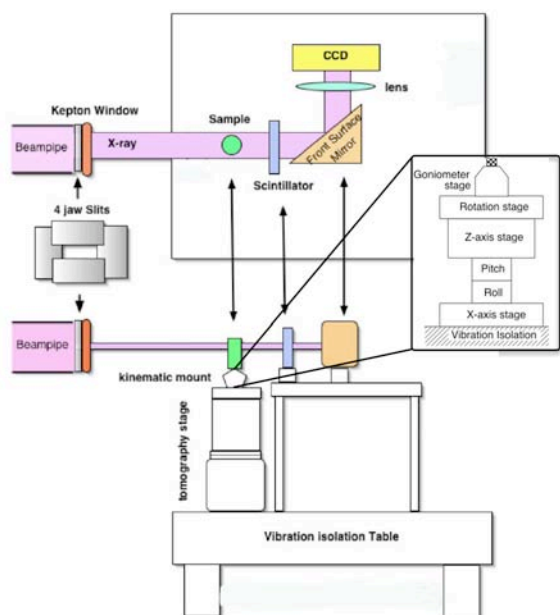 CCD
lens
Kepton Window
Sample
Beampipe
X-ray
Front Surface
Mirror
Scintillator
4 jaw Slits
Goniometer
stage
Rotation stage
Z-axis stage
Pitch
Roll
X-axis stage
Vibration Isolation
Beampipe
kinematic mount
tomography stage
Vibration isolation Table